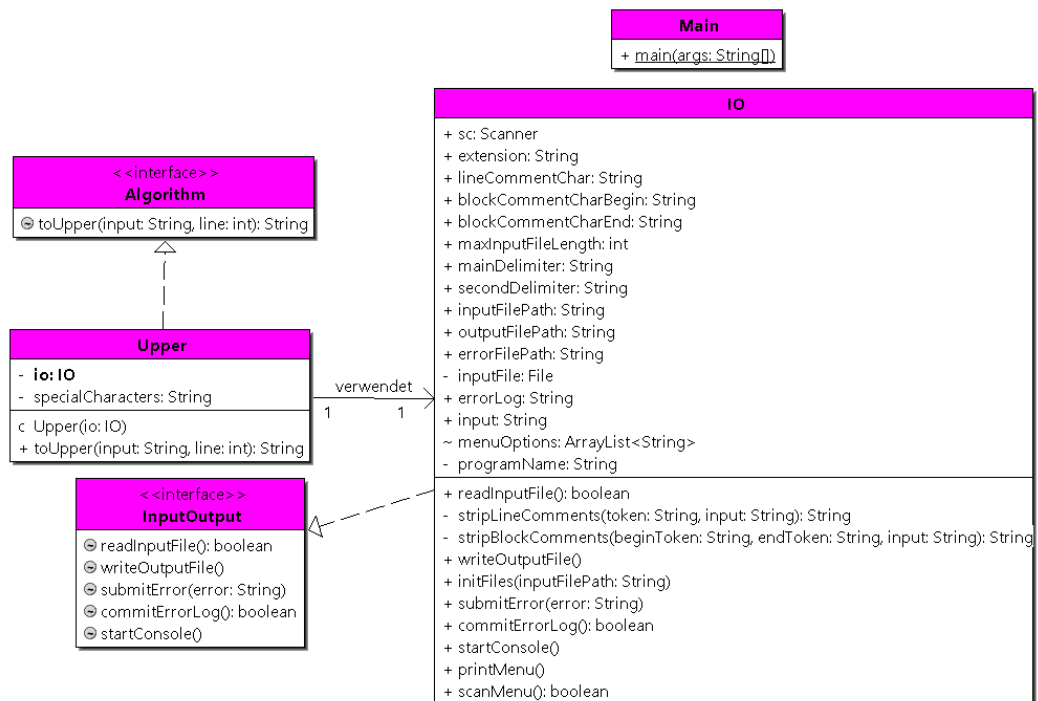 Main
+ main(args: String[])
IO
+ sc: Scanner
+ extension: String
+ lineCommentChar: String
+ blockCommentCharBegin: String
+ blockCommentCharEnd: String
+ maxInputFileLength: int
+ mainDelimiter: String
+ secondDelimiter: String
+ inputFilePath: String
+ outputFilePath: String
+ errorFilePath: String
- inputFile: File
+ errorLog: String
+ input: String
~ menuOptions: ArrayList<String>
- programName: String
+ readInputFile(): boolean
- stripLineComments(token: String, input: String): String
- stripBlockComments(beginToken: String, endToken: String, input: String): String
+ writeOutputFile()
+ initFiles(inputFilePath: String)
+ submitError(error: String)
+ commitErrorLog(): boolean
+ startConsole()
+ printMenu()
+ scanMenu(): boolean
<<interface>>
Algorithm
~ toUpper(input: String, line: int): String
Upper
- io: IO
- specialCharacters: String
c Upper(io: IO)
+ toUpper(input: String, line: int): String
verwendet
1 1
<<interface>>
InputOutput
~ readInputFile(): boolean
~ writeOutputFile()
~ submitError(error: String)
~ commitErrorLog(): boolean
~ startConsole()